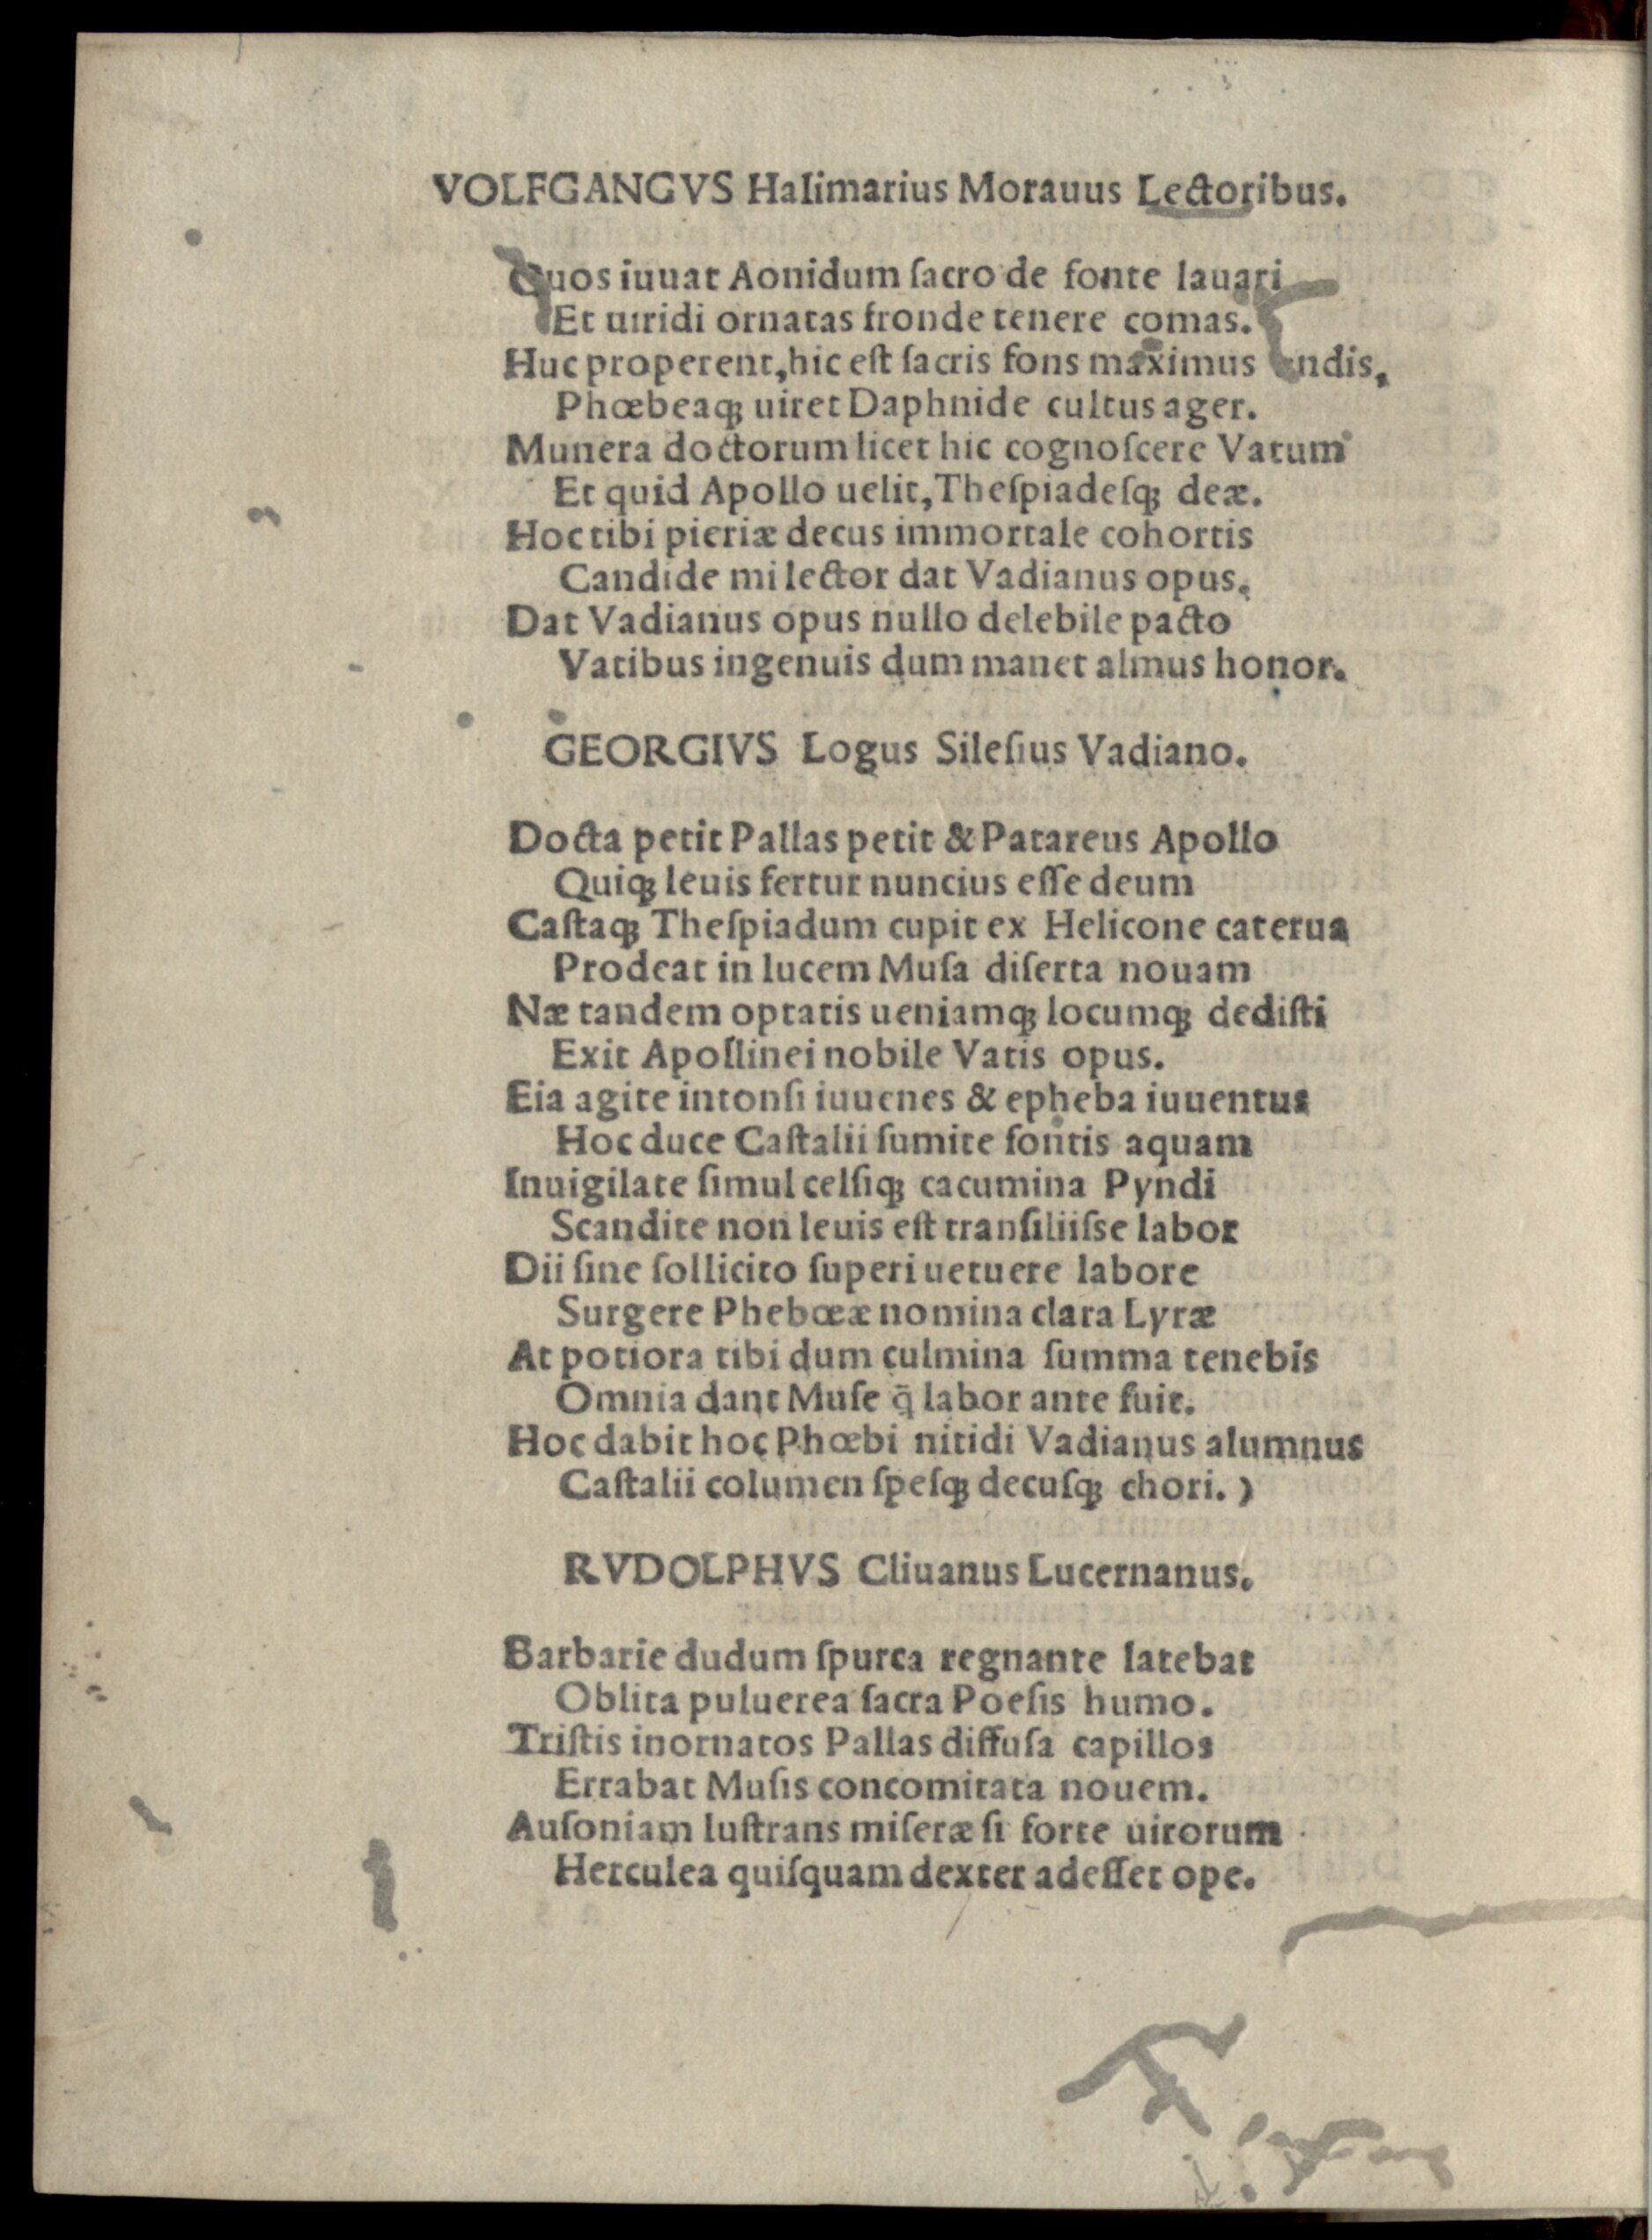 VOLFGANGVS Halimarius Morauus Lectoribus.
Quos iuuat Aonidum ſacro de fonte lauari
Et uiridi ornatas fronde tenere comas.
Huc properent, hic eſt ſacris fons maximus undis,
Phœbeaqꝫ uiret Daphnide cultus ager.
Munera doctorum licet hic cognoſcere Vatum
Et quid Apollo uelit, Theſpiadeſqꝫ deæ.
Hoc tibi pieriæ decus immortale cohortis
Candide mi lector dat Vadianus opus.
Dat Vadianus opus nullo delebile pacto
Vatibus ingenuis dum manet almus honor.
GEORGIVS Logus Sileſius Vadiano.
Docta petit Pallas petit & Patareus Apollo
Quiqꝫ leuis fertur nuncius eſſe deum
Caſtaqꝫ Theſpiadum cupit ex Helicone caterua
Prodeat in lucem Muſa diſerta nouam
Næ tandem optatis ueniamqꝫ locumqꝫ dediſti
Exit Apollinei nobile Vatis opus.
Eia agite intonſi iuuenes & epheba iuuentus
Hoc duce Caſtalii ſumite fontis aquam
Inuigilate ſimul celſiqꝫ cacumina Pyndi
Scandite non leuis eſt tranſiliiſse labor
Dii ſine ſollicito ſuperi uetuere labore
Surgere Phebœæ nomina clara Lyræ
At potiora tibi dum culmina ſumma tenebis
Omnia dant Muſe q̄ labor ante fuit.
Hoc dabit hoc Phœbi nitidi Vadianus alumnus
Caſtalii columen ſpeſqꝫ decuſqꝫ chori. )
RVDOLPHVS Cliuanus Lucernanus.
Barbarie dudum ſpurca regnante latebat
Oblita puluerea ſacra Poeſis humo.
Triſtis inornatos Pallas diffuſa capillos
Errabat Muſis concomitata nouem.
Auſoniam luſtrans miſeræ ſi forte uirorum
Herculea quiſquam dexter adeſſet ope.